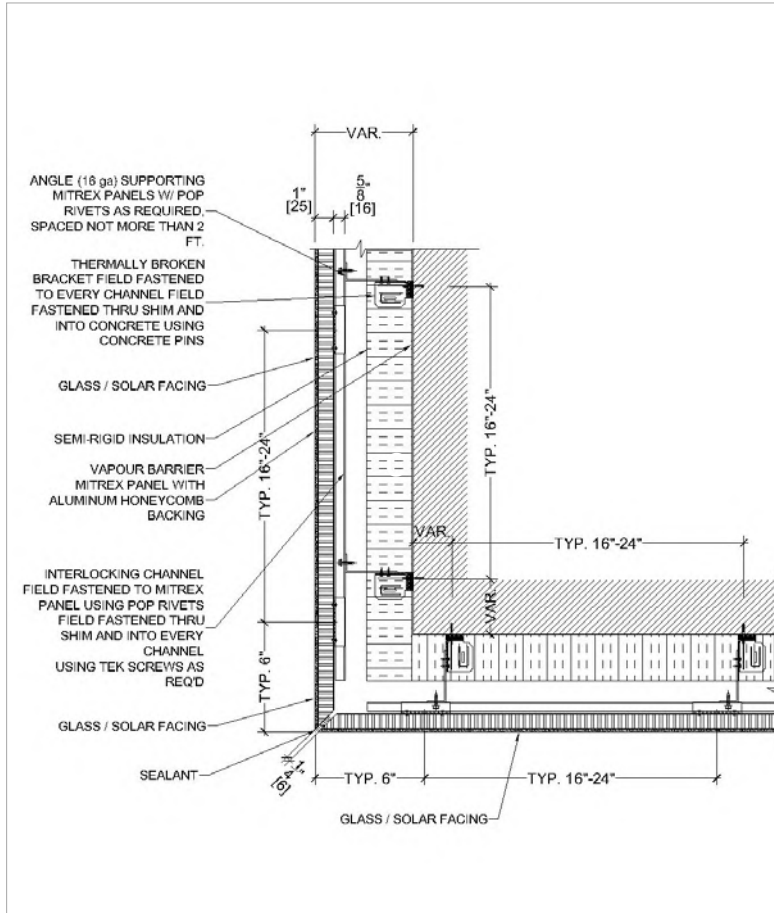 VAR.
ANGLE (16 ga) SUPPORTING
MITREX PANELS W/ POP
RIVETS AS REQUIRED,
SPACED NOT MORE THAN 2
FT.
1"
[25]
5/8"
[16]
THERMALLY BROKEN
BRACKET FIELD FASTENED
TO EVERY CHANNEL FIELD
FASTENED THRU SHIM AND
INTO CONCRETE USING
CONCRETE PINS
GLASS / SOLAR FACING
SEMI-RIGID INSULATION
VAPOUR BARRIER
MITREX PANEL WITH
ALUMINUM HONEYCOMB
BACKING
TYP. 16"-24"
TYP. 16"-24"
VAR.
TYP. 16"-24"
VAR.
INTERLOCKING CHANNEL
FIELD FASTENED TO MITREX
PANEL USING POP RIVETS
FIELD FASTENED THRU
SHIM AND INTO EVERY
CHANNEL
USING TEK SCREWS AS
REQ'D
TYP. 6"
GLASS / SOLAR FACING
SEALANT
1/4"
[6]
TYP. 6"
TYP. 16"-24"
GLASS / SOLAR FACING